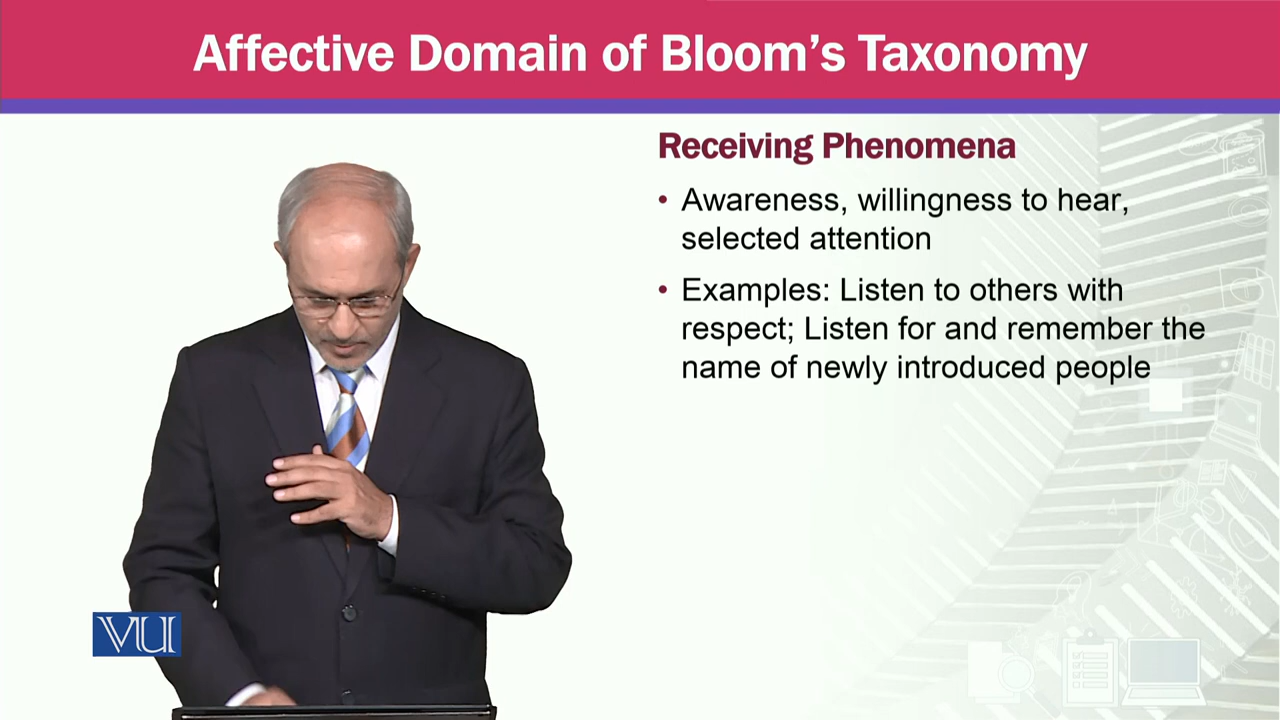 Affective Domain of Bloom's Taxonomy
Receiving Phenomena
• Awareness, willingness to hear,
selected attention
• Examples: Listen to others with
respect; Listen for and remember the
name of newly introduced people
VU